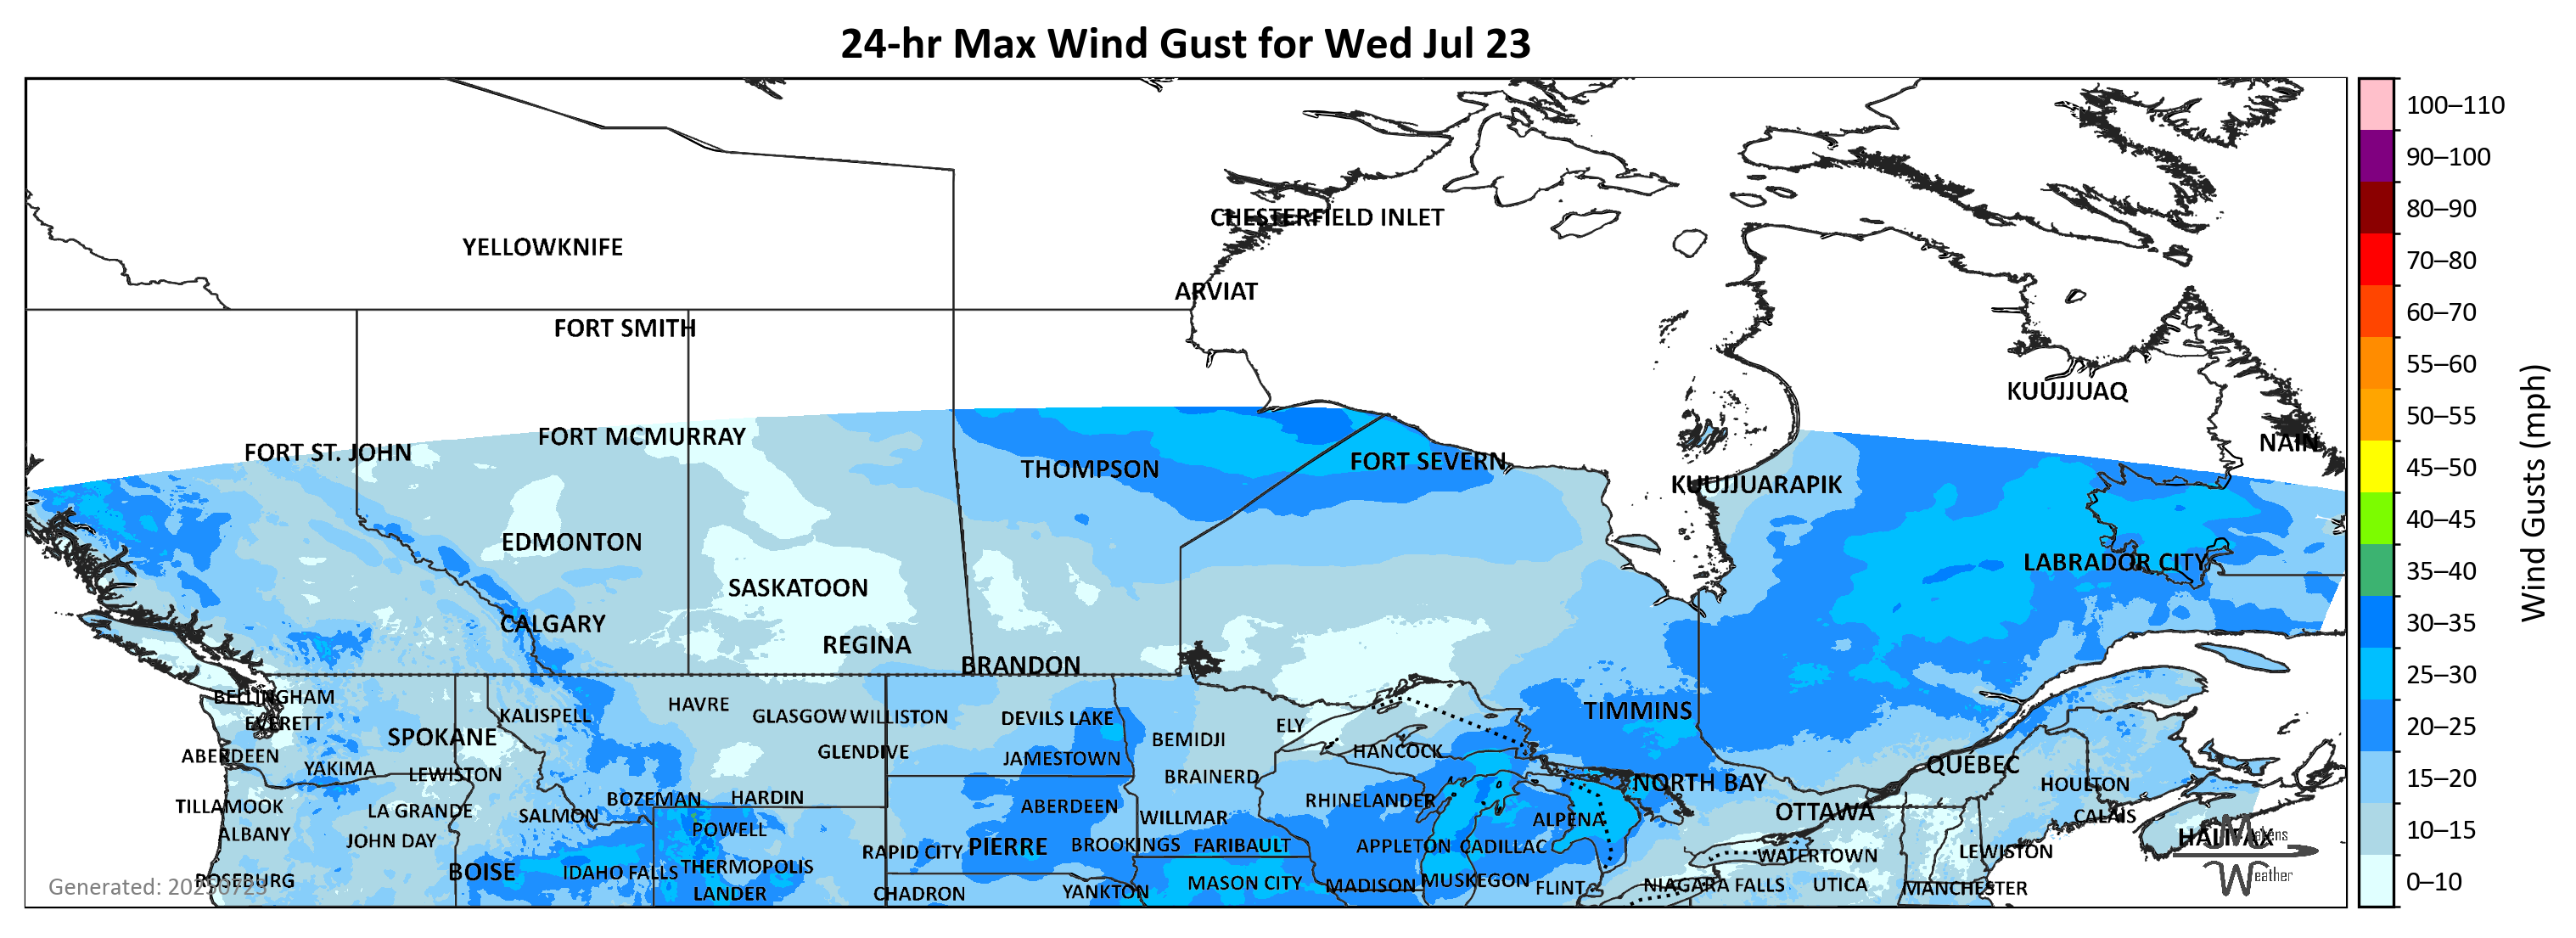 24-hr Max Wind Gust for Wed Jul 23
100–110
90–100
80–90
70–80
60–70
55–60
50–55
45–50
40–45
35–40
30–35
25–30
20–25
15–20
10–15
0–10
Wind Gusts (mph)
CHESTERFIELD INLET
YELLOWKNIFE
ARVIAT
FORT SMITH
KUUJJUAQ
FORT MCMURRAY
NAIN
FORT ST. JOHN
FORT SEVERN
THOMPSON
KUUJJUARAPIK
EDMONTON
LABRADOR CITY
SASKATOON
CALGARY
REGINA
BRANDON
BELLINGHAM
HAVRE
TIMMINS
KALISPELL
GLASGOW
WILLISTON
DEVILS LAKE
EVERETT
ELY
SPOKANE
BEMIDJI
HANCOCK
GLENDIVE
ABERDEEN
JAMESTOWN
QUÉBEC
YAKIMA
LEWISTON
BRAINERD
NORTH BAY
HOULTON
BOZEMAN
HARDIN
RHINELANDER
TILLAMOOK
ABERDEEN
LA GRANDE
OTTAWA
SALMON
WILLMAR
CALAIS
ALPENA
POWELL
ALBANY
HALIFAX
JOHN DAY
PIERRE
BROOKINGS
FARIBAULT
APPLETON
CADILLAC
RAPID CITY
LEWISTON
WATERTOWN
THERMOPOLIS
BOISE
IDAHO FALLS
ROSEBURG
MUSKEGON
MASON CITY
MADISON
NIAGARA FALLS
UTICA
FLINT
MANCHESTER
YANKTON
LANDER
CHADRON
Generated: 20250723
Makens
Weather